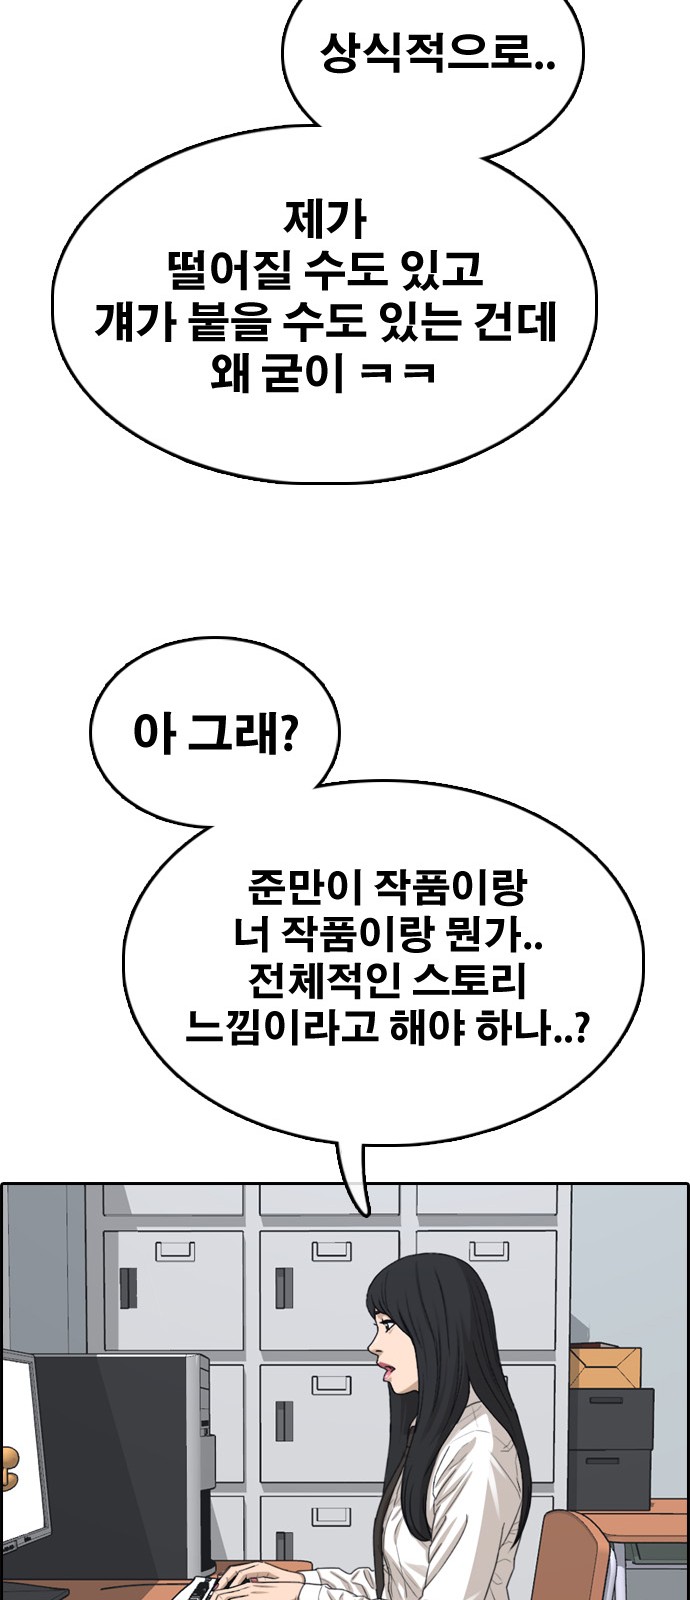 상식적으로..
제가
떨어질 수도 있고
걔가 붙을 수도 있는 건데
왜 굳이 ㅋㅋ
아 그래?
준만이 작품이랑
너 작품이랑 뭔가..
전체적인 스토리
느낌이라고 해야 하나..?